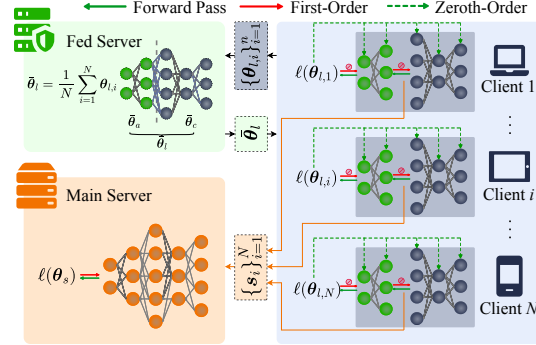 Forward Pass First-Order Zeroth-Order
Fed Server
θ̄_l = 1/N ∑_{i=1}^{N} θ_{l,i}
θ̄_a θ̄_c
θ̄_l
{θ_{l,i}}_{i=1}^{n}
θ̄_l
Main Server
ℓ(θ_s)
{s_i}_{i=1}^{N}
ℓ(θ_{l,1})
Client 1
ℓ(θ_{l,i})
Client i
ℓ(θ_{l,N})
Client N